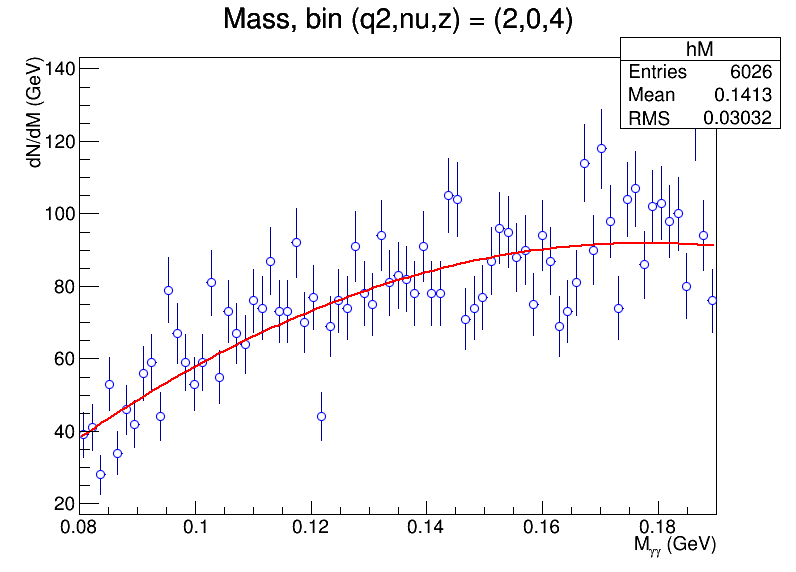 Mass, bin (q2,nu,z) = (2,0,4)
hM
Entries 6026
Mean 0.1413
RMS 0.03032
dN/dM (GeV)
140
120
100
80
60
40
20
0.08 0.1 0.12 0.14 0.16 0.18
M_γγ (GeV)